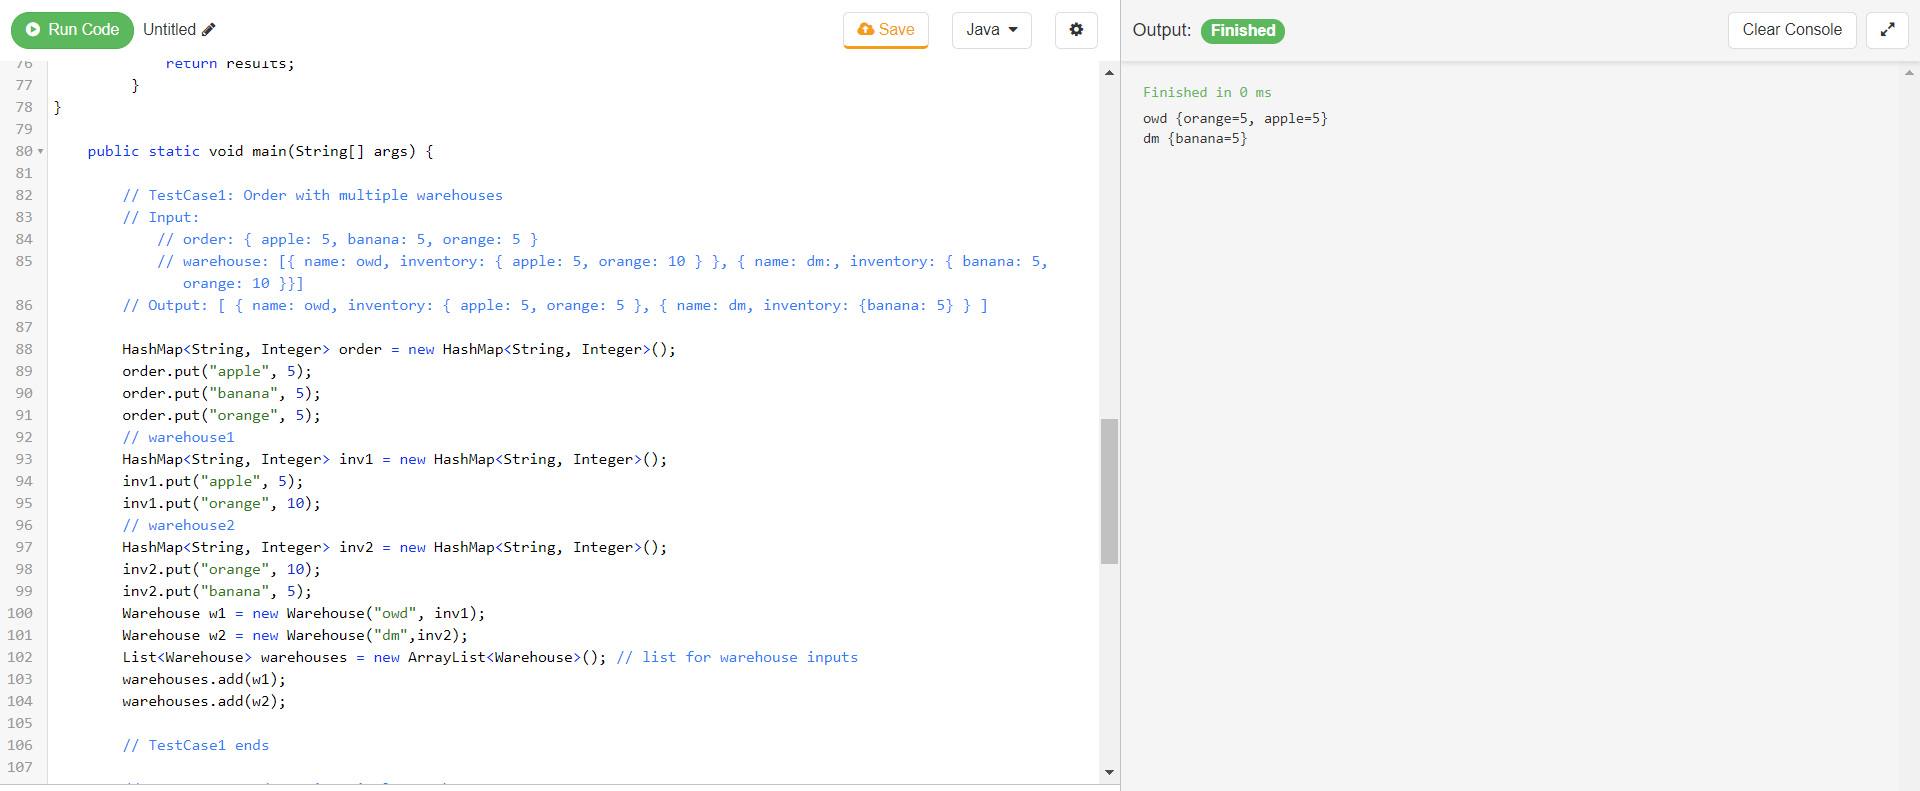 Run Code Untitled Save Java Output: Finished Clear Console
76 return results;
77 }
78 }
79
80 public static void main(String[] args) {
81
82 // TestCase1: Order with multiple warehouses
83 // Input:
84 // order: { apple: 5, banana: 5, orange: 5 }
85 // warehouse: [{ name: owd, inventory: { apple: 5, orange: 10 } }, { name: dm:, inventory: { banana: 5,
orange: 10 }}]
86 // Output: [ { name: owd, inventory: { apple: 5, orange: 5 }, { name: dm, inventory: {banana: 5} } ]
87
88 HashMap<String, Integer> order = new HashMap<String, Integer>();
89 order.put("apple", 5);
90 order.put("banana", 5);
91 order.put("orange", 5);
92 // warehouse1
93 HashMap<String, Integer> inv1 = new HashMap<String, Integer>();
94 inv1.put("apple", 5);
95 inv1.put("orange", 10);
96 // warehouse2
97 HashMap<String, Integer> inv2 = new HashMap<String, Integer>();
98 inv2.put("orange", 10);
99 inv2.put("banana", 5);
100 Warehouse w1 = new Warehouse("owd", inv1);
101 Warehouse w2 = new Warehouse("dm",inv2);
102 List<Warehouse> warehouses = new ArrayList<Warehouse>(); // list for warehouse inputs
103 warehouses.add(w1);
104 warehouses.add(w2);
105
106 // TestCase1 ends
107
Finished in 0 ms
owd {orange=5, apple=5}
dm {banana=5}